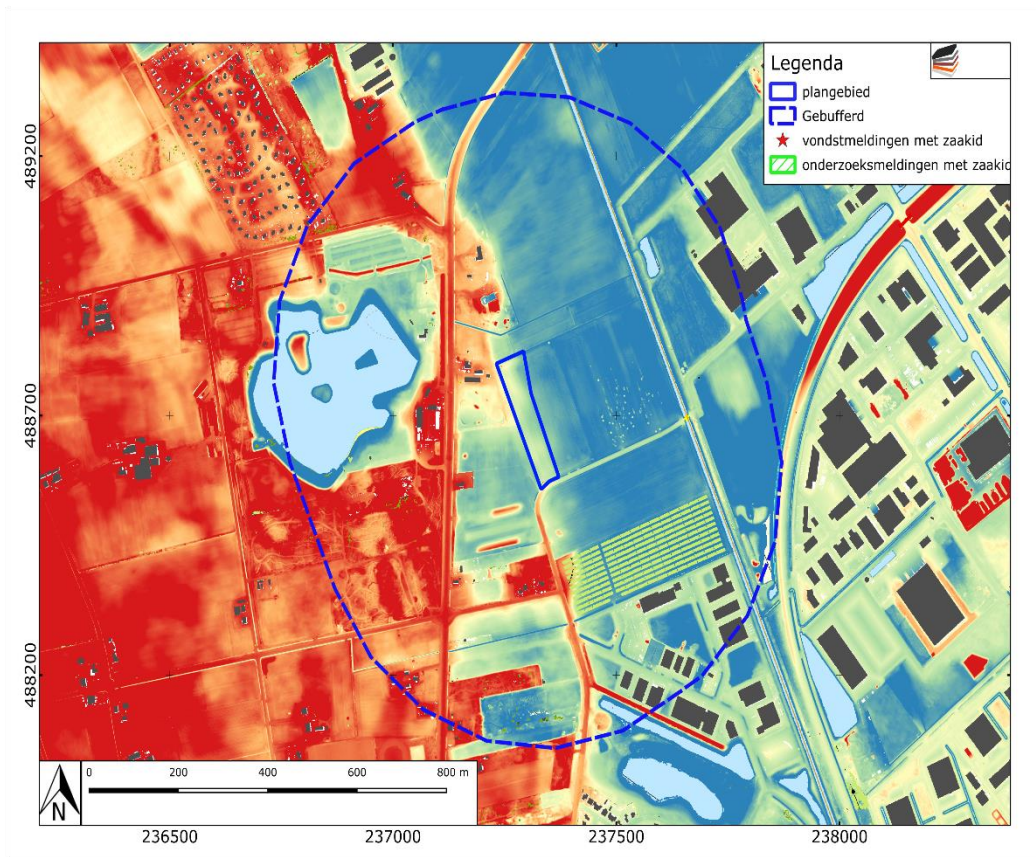 Legenda
plangebied
Gebufferd
vondstmeldingen met zaakid
onderzoeksmeldingen met zaakid
489200
488700
488200
0 200 400 600 800 m
N
236500 237000 237500 238000